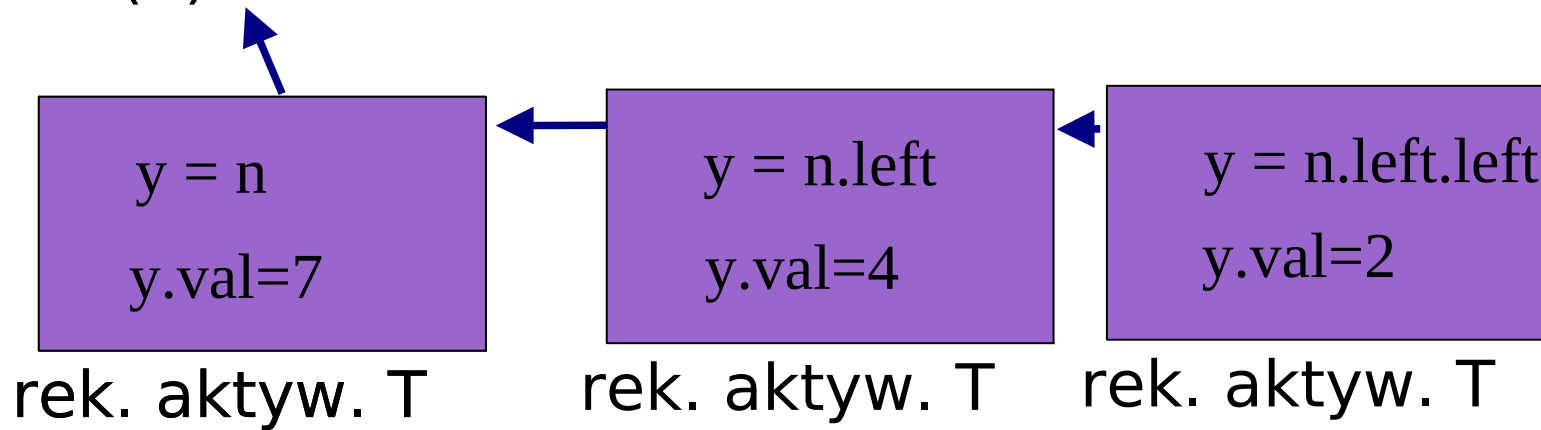 y = n
y.val=7
rek. aktyw. T
y = n.left
y.val=4
rek. aktyw. T
y = n.left.left
y.val=2
rek. aktyw. T